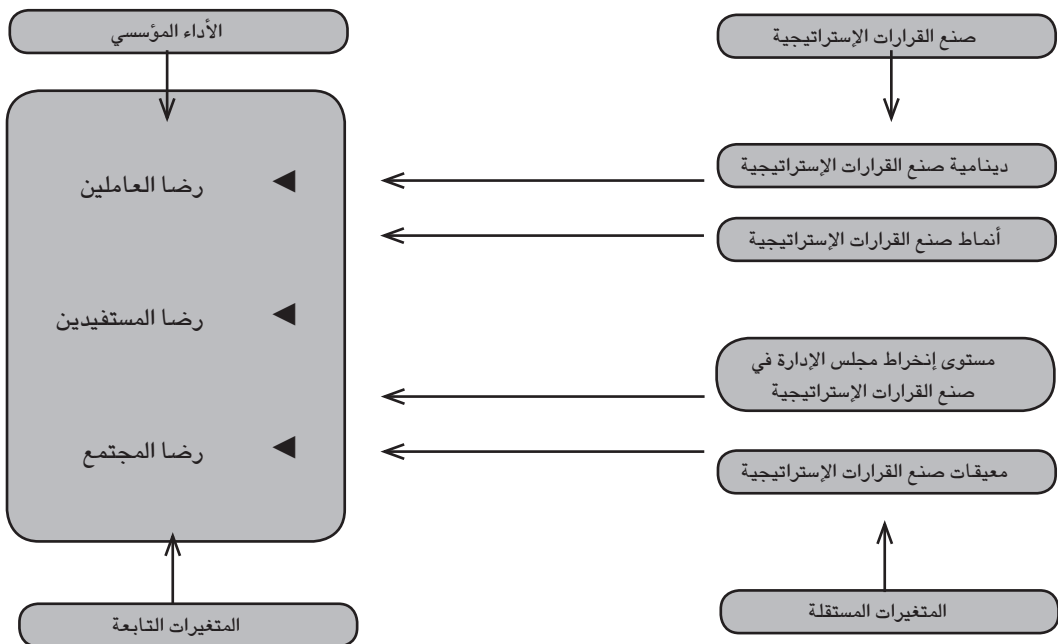 صنع القرارات الإستراتيجية
دينامية صنع القرارات الإستراتيجية
أنماط صنع القرارات الإستراتيجية
مستوى إنخراط مجلس الإدارة في
صنع القرارات الإستراتيجية
معيقات صنع القرارات الإستراتيجية
المتغيرات المستقلة
الأداء المؤسسي
رضا العاملين
رضا المستفيدين
رضا المجتمع
المتغيرات التابعة